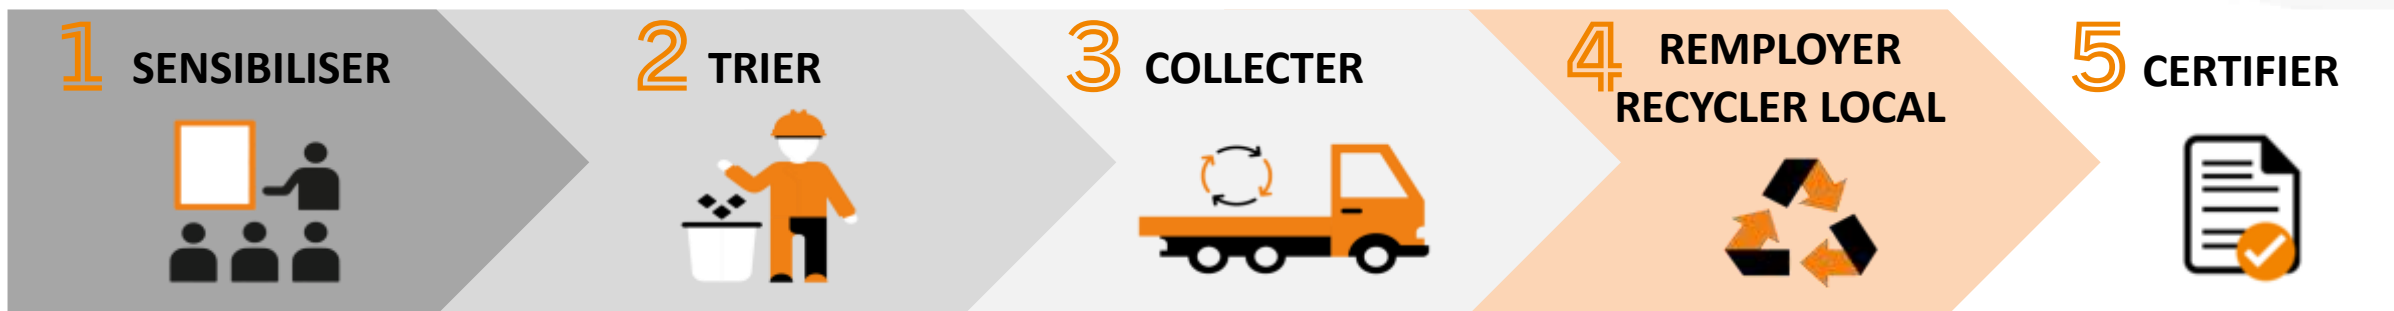 1 SENSIBILISER
2 TRIER
3 COLLECTER
4 REMPLOYER
RECYCLER LOCAL
5 CERTIFIER